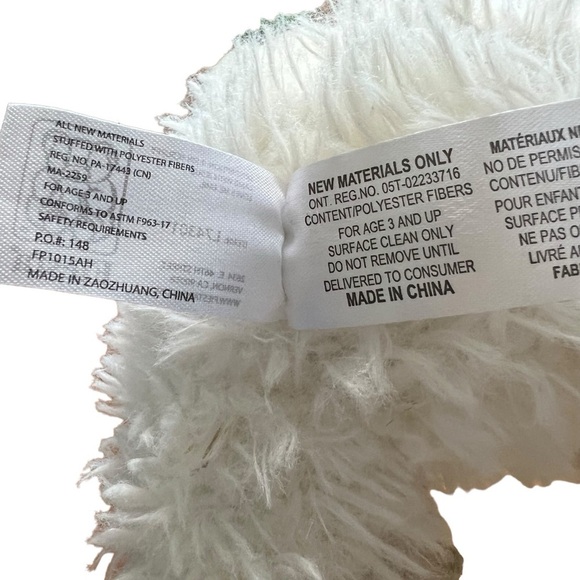 ALL NEW MATERIALS
STUFFED WITH POLYESTER FIBERS
REG. NO. PA-17443 (CN)
MA-2259
FOR AGES 3 AND UP
CONFORMS TO ASTM F963-17
SAFETY REQUIREMENTS
P.O.#: 148
FP1015AH
MADE IN ZAOZHUANG, CHINA
NEW MATERIALS ONLY
ONT. REG.NO. 05T-02233716
CONTENT/POLYESTER FIBERS
FOR AGE 3 AND UP
SURFACE CLEAN ONLY
DO NOT REMOVE UNTIL
DELIVERED TO CONSUMER
MADE IN CHINA
MATÉRIAUX N
NO DE PERMIS
CONTENU/FIB
POUR ENFAN
SURFACE P
NE PAS O
LIVRÉ A
FAB